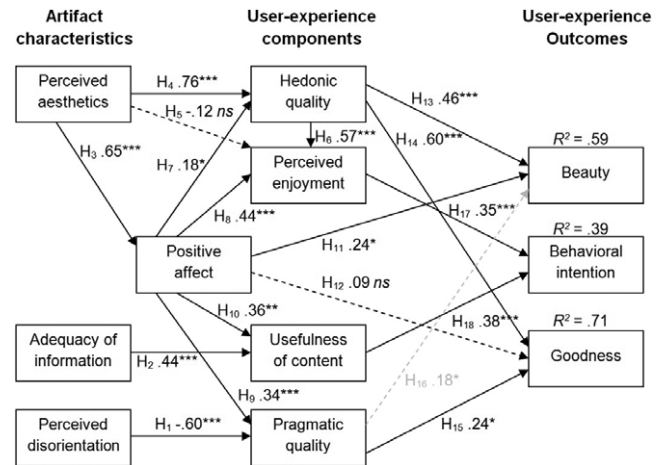 Artifact
characteristics
User-experience
components
User-experience
Outcomes
Perceived
aesthetics
H₄ .76***
Hedonic
quality
H₁₃ .46***
H₅ -.12 ns
H₃ .65***
H₆ .57***
H₁₄ .60***
R² = .59
H₇ .18*
Perceived
enjoyment
Beauty
H₈ .44***
H₁₇ .35***
R² = .39
Positive
affect
H₁₁ .24*
Behavioral
intention
H₁₂ .09 ns
H₁₀ .36**
H₁₈ .38***
R² = .71
Adequacy of
information
H₂ .44***
Usefulness
of content
Goodness
H₁₆ .18*
H₉ .34***
Perceived
disorientation
H₁ -.60***
Pragmatic
quality
H₁₅ .24*